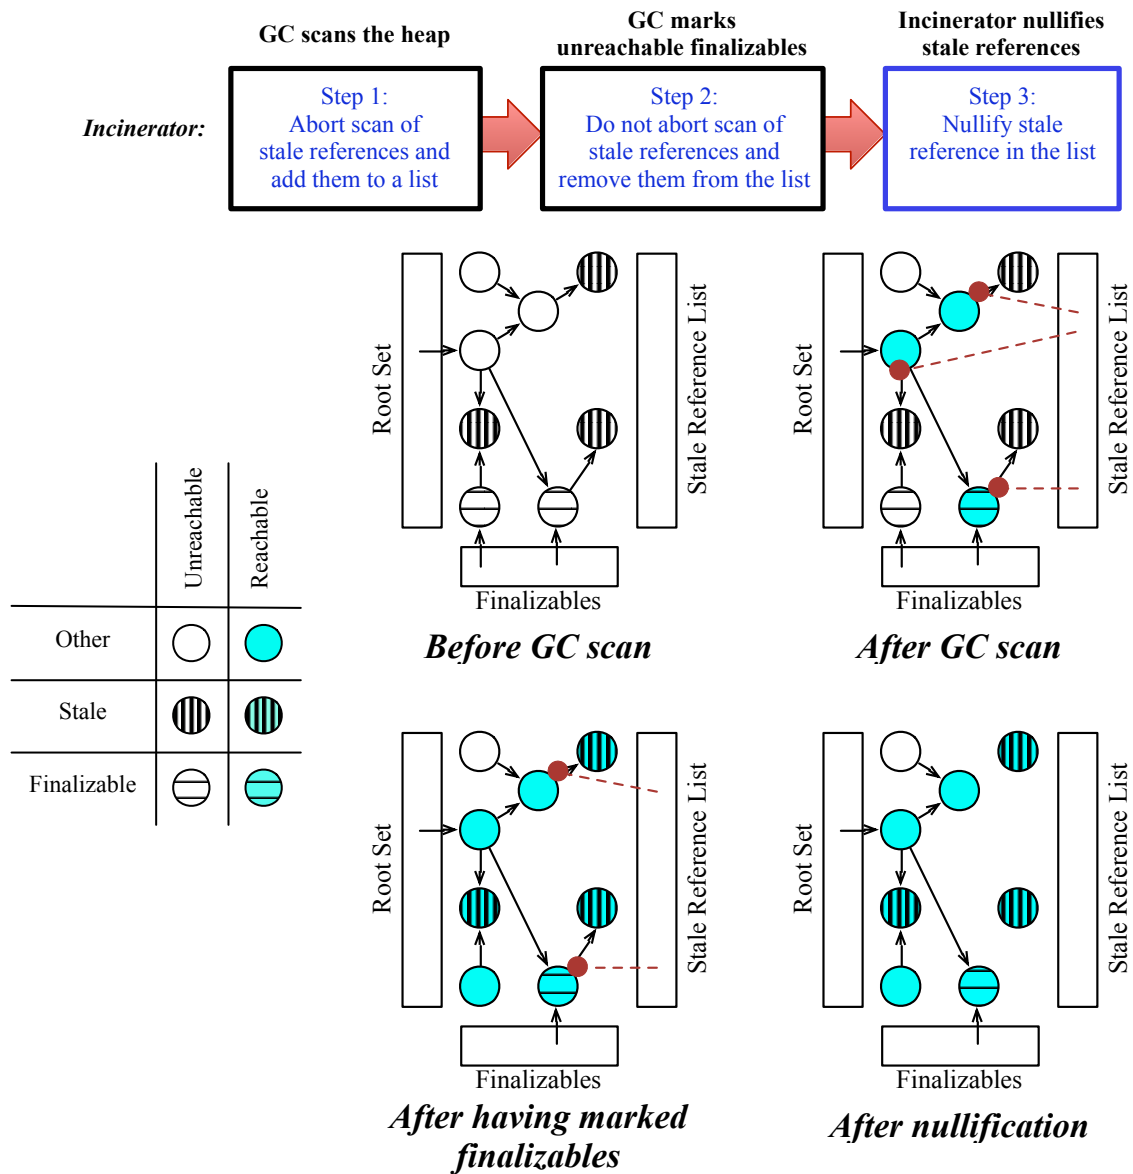 GC scans the heap
GC marks
unreachable finalizables
Incinerator nullifies
stale references
Incinerator:
Step 1:
Abort scan of
stale references and
add them to a list
Step 2:
Do not abort scan of
stale references and
remove them from the list
Step 3:
Nullify stale
reference in the list
Root Set
Stale Reference List
Finalizables
Before GC scan
Root Set
Stale Reference List
Finalizables
After GC scan
Unreachable
Reachable
Other
Stale
Finalizable
Root Set
Stale Reference List
Finalizables
After having marked
finalizables
Root Set
Stale Reference List
Finalizables
After nullification